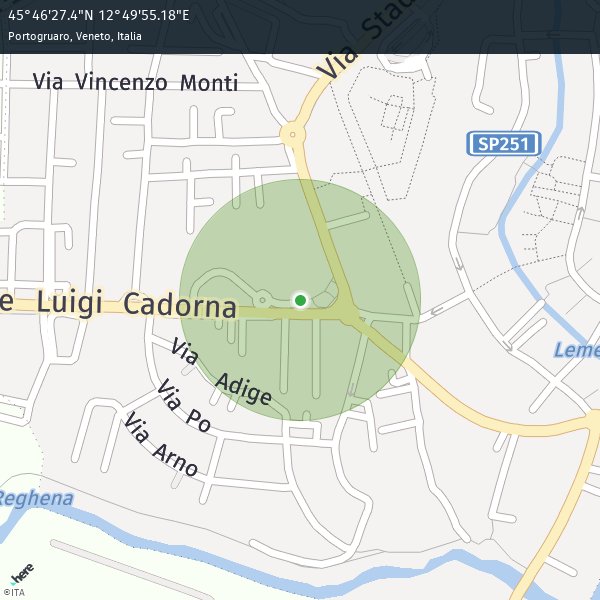 45°46'27.4"N 12°49'55.18"E
Portogruaro, Veneto, Italia
Via Stad
Via Vincenzo Monti
SP251
e Luigi Cadorna
Leme
Via Adige
Via Po
Via Arno
Reghena
here
©ITA